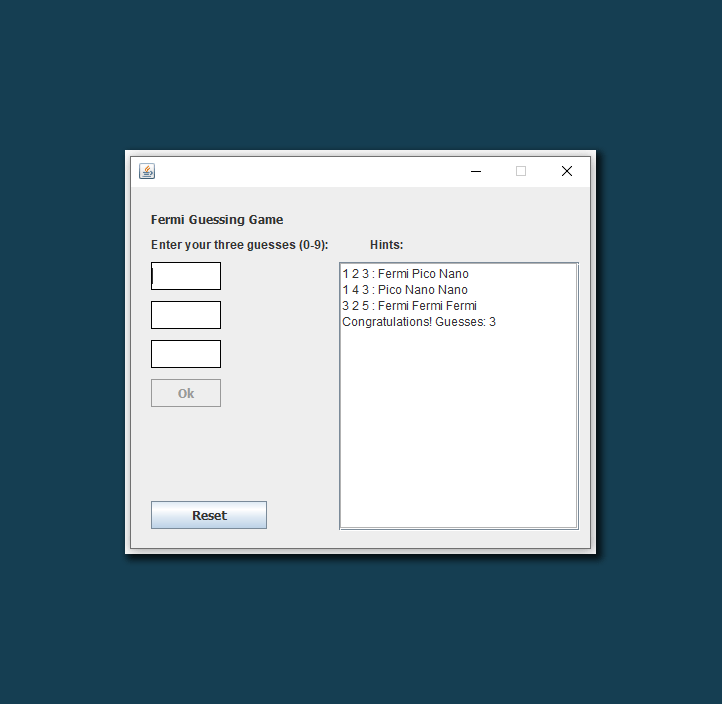 Fermi Guessing Game
Enter your three guesses (0-9):
Hints:
1 2 3 : Fermi Pico Nano
1 4 3 : Pico Nano Nano
3 2 5 : Fermi Fermi Fermi
Congratulations! Guesses: 3
Ok
Reset